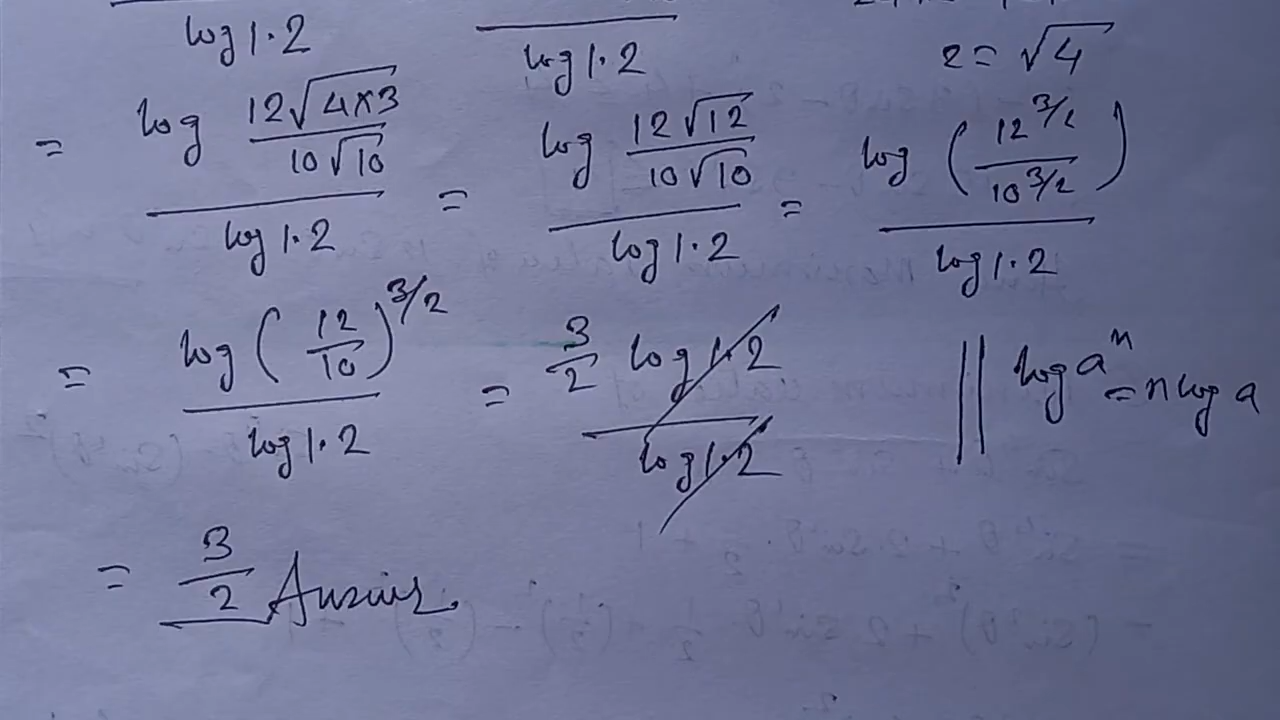 log 1.2 log 1.2 2 = √4
= log 12√4×3 / 10√10 / log 1.2 = log 12√12 / 10√10 / log 1.2 = log (12^3/2 / 10^3/2) / log 1.2
= log (12/10)^3/2 / log 1.2 = 3/2 log 1.2 / log 1.2 || log a^n = n log a
= 3/2 Answer.